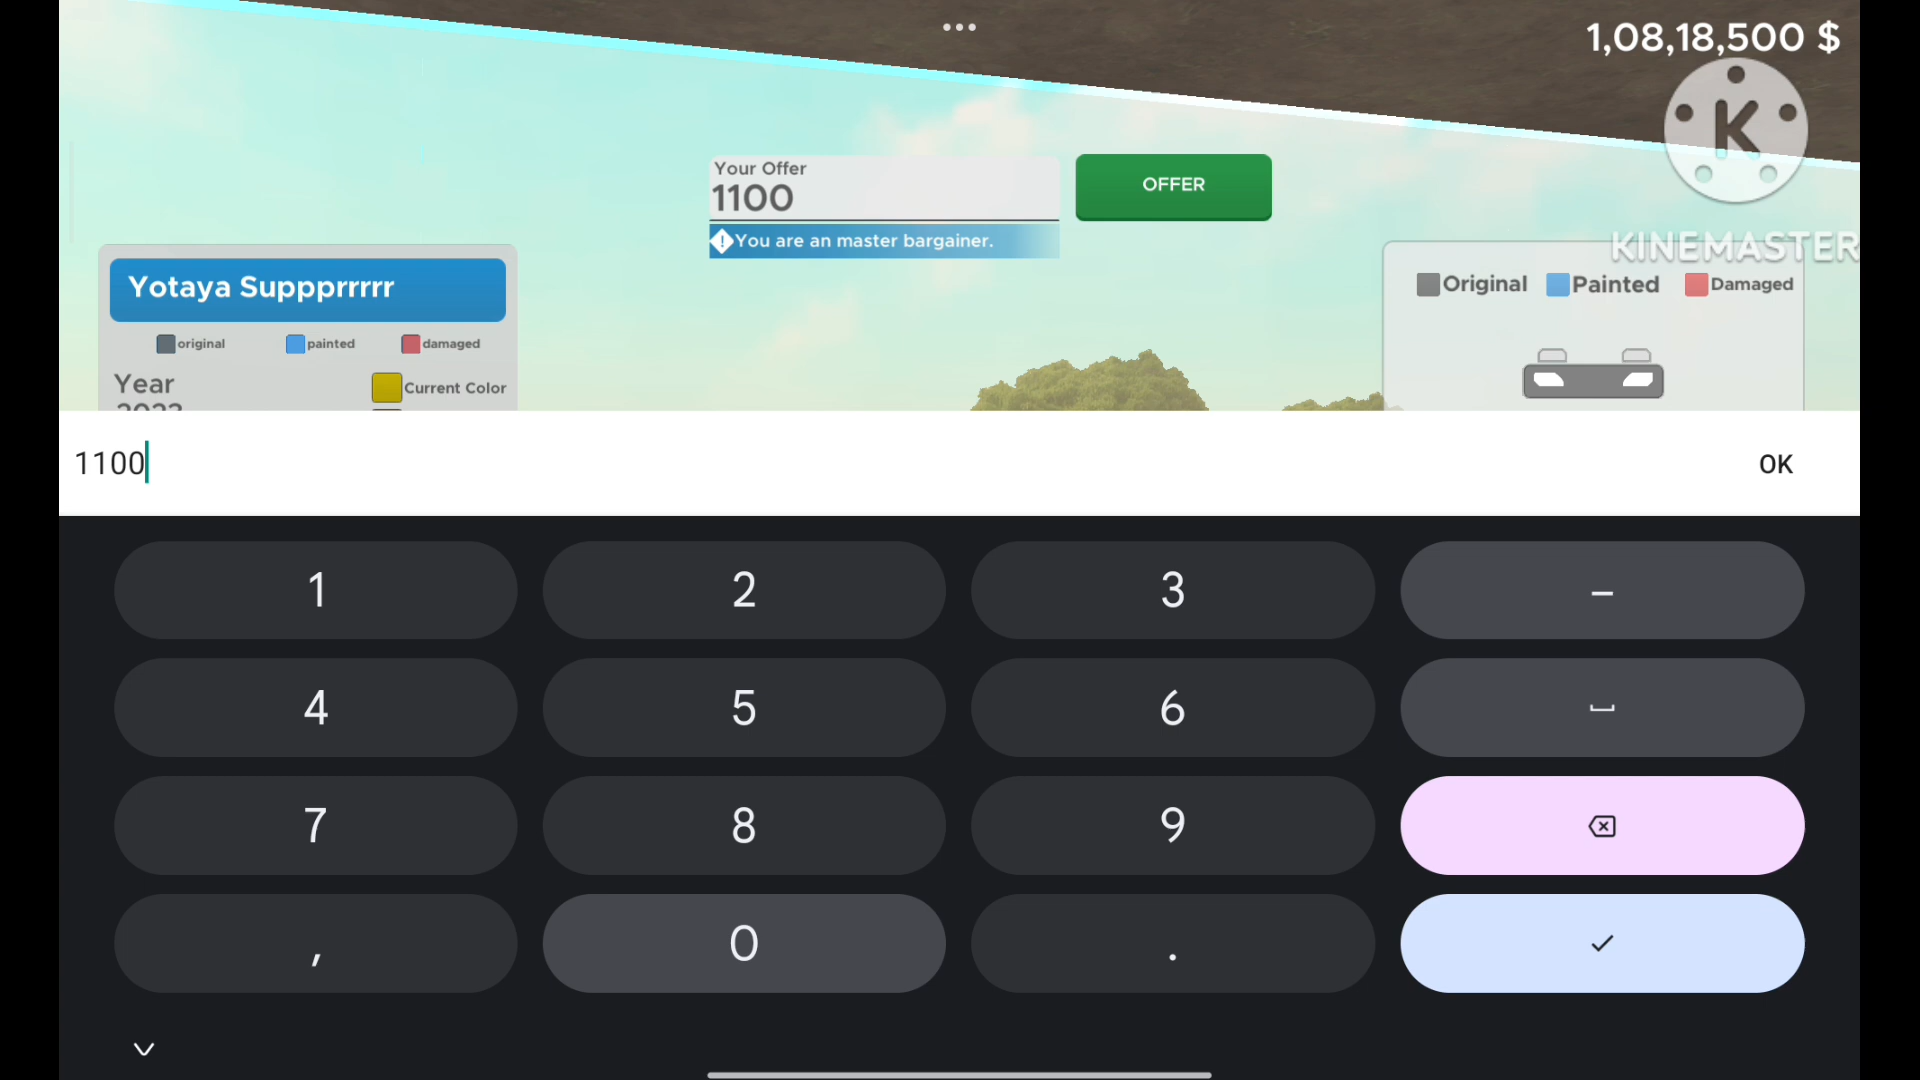 1,08,18,500 $
K
KINEMASTER
Your Offer
1100
OFFER
You are an master bargainer.
Yotaya Supppprrrrr
original painted damaged
Year
Current Color
Original Painted Damaged
1100
OK
1 2 3 –
4 5 6
7 8 9
, 0 .